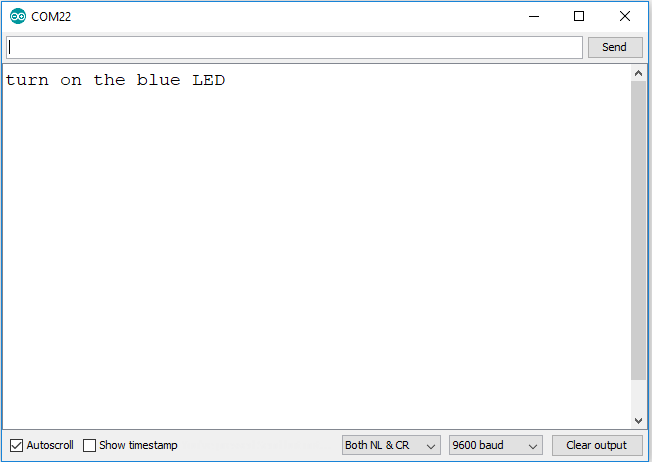 COM22
Send
turn on the blue LED
Autoscroll
Show timestamp
Both NL & CR
9600 baud
Clear output